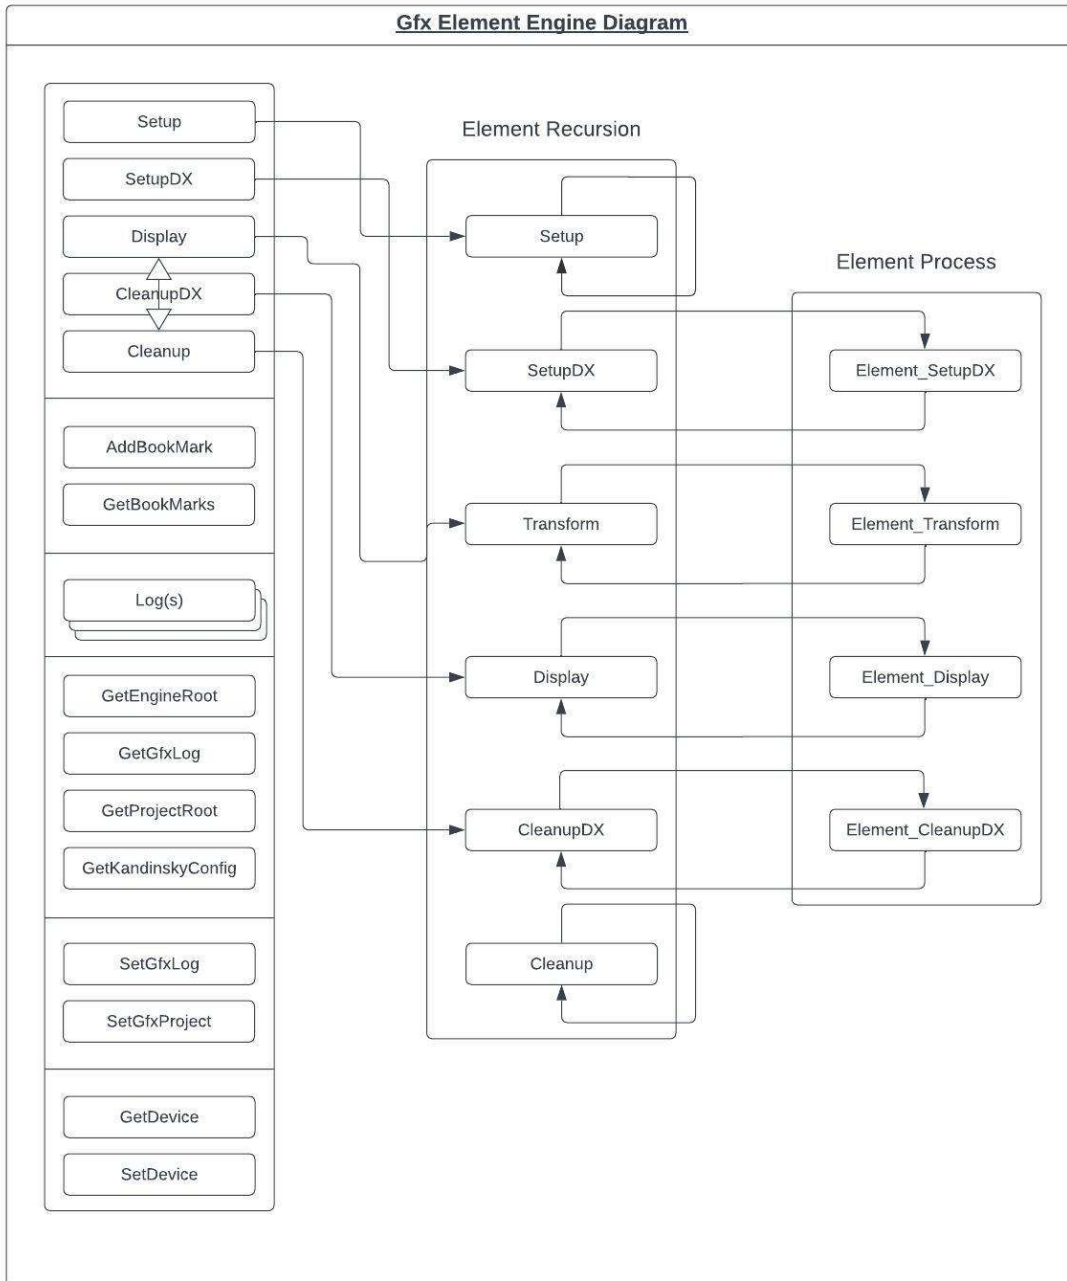 Gfx Element Engine Diagram
Setup
SetupDX
Display
CleanupDX
Cleanup
AddBookMark
GetBookMarks
Log(s)
GetEngineRoot
GetGfxLog
GetProjectRoot
GetKandinskyConfig
SetGfxLog
SetGfxProject
GetDevice
SetDevice
Element Recursion
Setup
SetupDX
Transform
Display
CleanupDX
Cleanup
Element Process
Element_SetupDX
Element_Transform
Element_Display
Element_CleanupDX